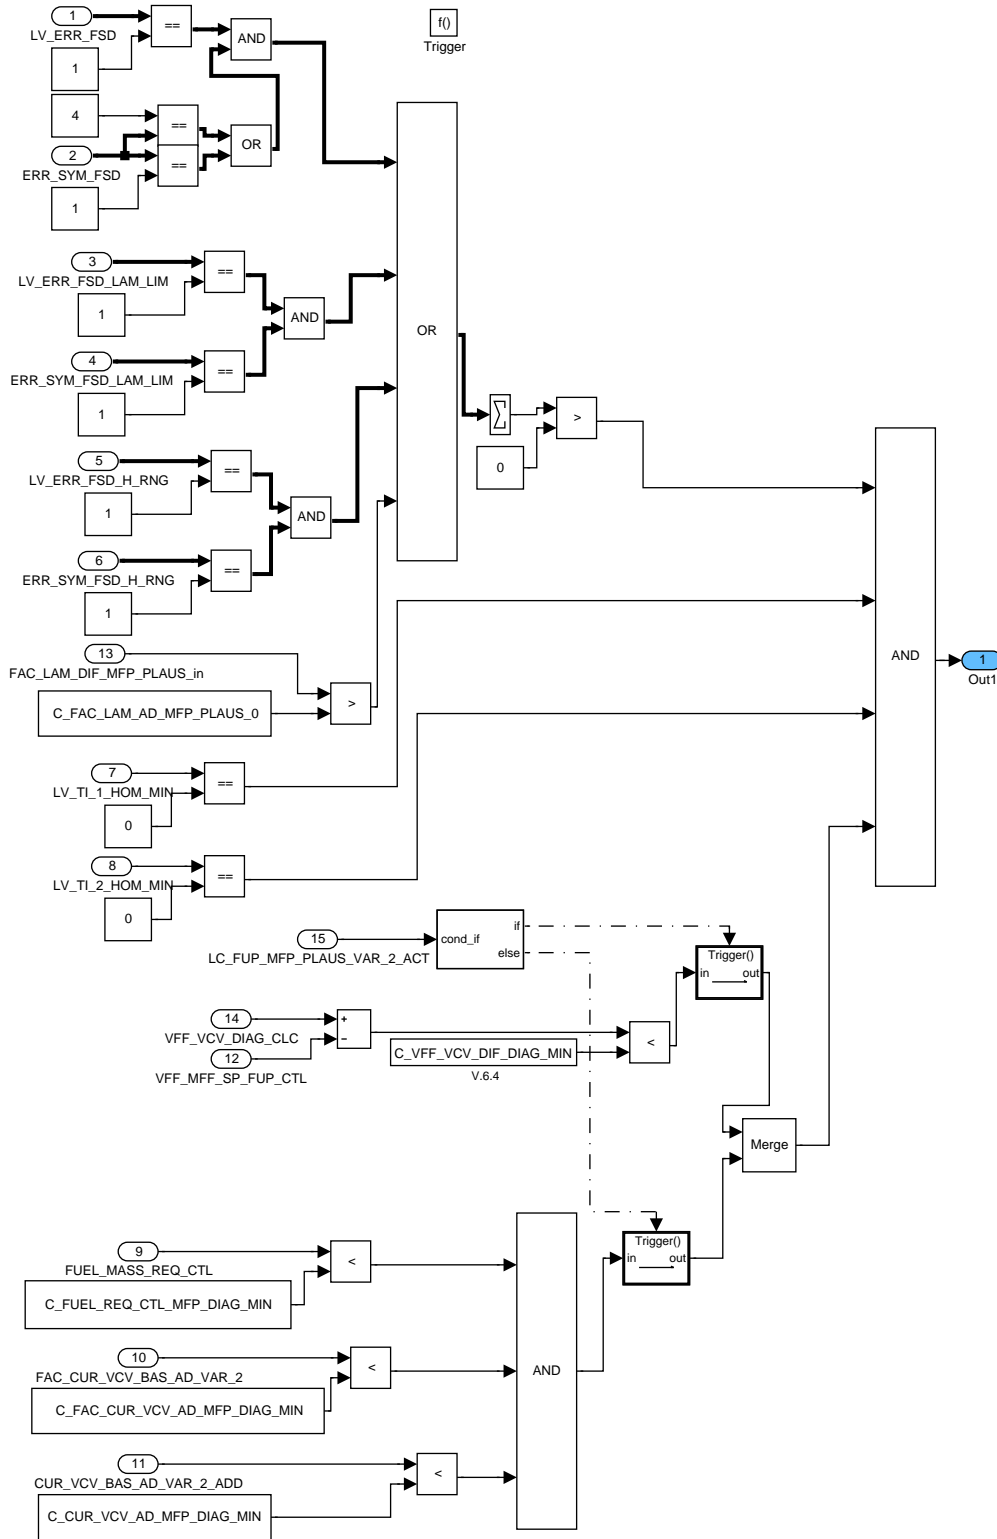 1
==
AND
f()
LV_ERR_FSD
Trigger
1
4
==
OR
2
==
ERR_SYM_FSD
1
3
==
LV_ERR_FSD_LAM_LIM
1
AND
OR
4
==
ERR_SYM_FSD_LAM_LIM
1
Σ
>
5
==
0
LV_ERR_FSD_H_RNG
1
AND
6
==
ERR_SYM_FSD_H_RNG
1
13
AND
1
FAC_LAM_DIF_MFP_PLAUS_in
Out1
>
C_FAC_LAM_AD_MFP_PLAUS_0
7
==
LV_TI_1_HOM_MIN
0
8
==
LV_TI_2_HOM_MIN
0
if
15
cond_if
else
LC_FUP_MFP_PLAUS_VAR_2_ACT
Trigger()
in
out
14
+
−
VFF_VCV_DIAG_CLC
12
C_VFF_VCV_DIF_DIAG_MIN
<
VFF_MFF_SP_FUP_CTL
V.6.4
Merge
Trigger()
in
out
9
<
FUEL_MASS_REQ_CTL
C_FUEL_REQ_CTL_MFP_DIAG_MIN
10
<
AND
FAC_CUR_VCV_BAS_AD_VAR_2
C_FAC_CUR_VCV_AD_MFP_DIAG_MIN
11
<
CUR_VCV_BAS_AD_VAR_2_ADD
C_CUR_VCV_AD_MFP_DIAG_MIN